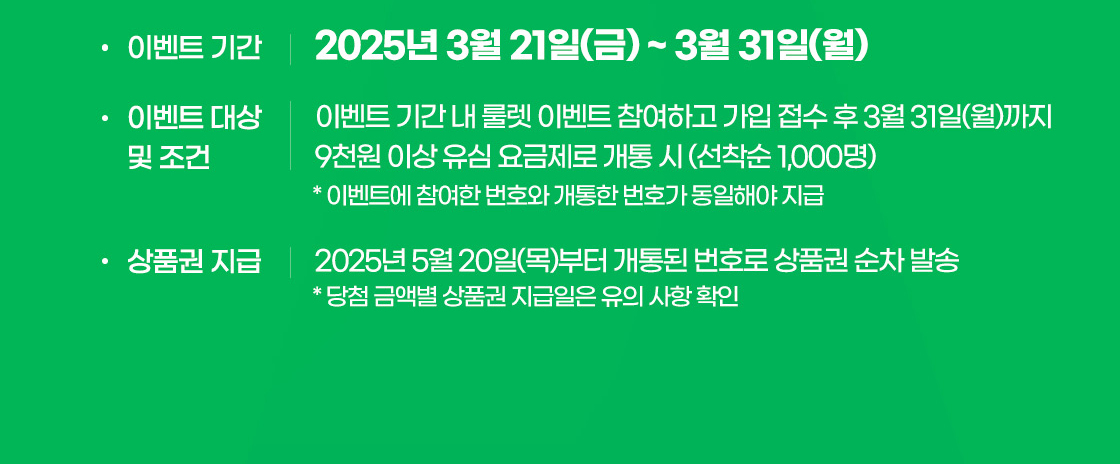 • 이벤트 기간 2025년 3월 21일(금) ~ 3월 31일(월)
• 이벤트 대상 이벤트 기간 내 룰렛 이벤트 참여하고 가입 접수 후 3월 31일(월)까지
및 조건 9천원 이상 유심 요금제로 개통 시 (선착순 1,000명)
* 이벤트에 참여한 번호와 개통한 번호가 동일해야 지급
• 상품권 지급 2025년 5월 20일(목)부터 개통된 번호로 상품권 순차 발송
* 당첨 금액별 상품권 지급일은 유의 사항 확인